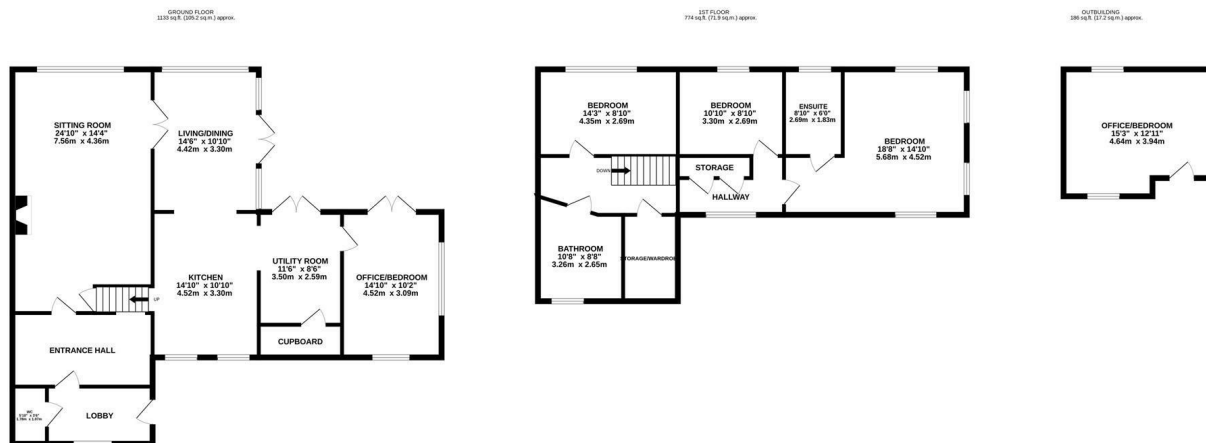 GROUND FLOOR
1133 sq.ft. (105.2 sq.m.) approx.
SITTING ROOM
24'10" x 14'4"
7.56m x 4.36m
LIVING/DINING
14'6" x 10'10"
4.42m x 3.30m
KITCHEN
14'10" x 10'10"
4.52m x 3.30m
UTILITY ROOM
11'6" x 8'6"
3.50m x 2.59m
OFFICE/BEDROOM
14'10" x 10'2"
4.52m x 3.09m
UP
CUPBOARD
ENTRANCE HALL
LOBBY
WC
1ST FLOOR
774 sq.ft. (71.9 sq.m.) approx.
BEDROOM
14'3" x 8'10"
4.35m x 2.69m
BEDROOM
10'10" x 8'10"
3.30m x 2.69m
ENSUITE
8'10" x 6'0"
2.69m x 1.83m
BEDROOM
18'8" x 14'10"
5.68m x 4.52m
DOWN
STORAGE
HALLWAY
BATHROOM
10'8" x 8'8"
3.26m x 2.65m
STORAGE/WARDROBE
OUTBUILDING
186 sq.ft. (17.2 sq.m.) approx.
OFFICE/BEDROOM
15'3" x 12'11"
4.64m x 3.94m